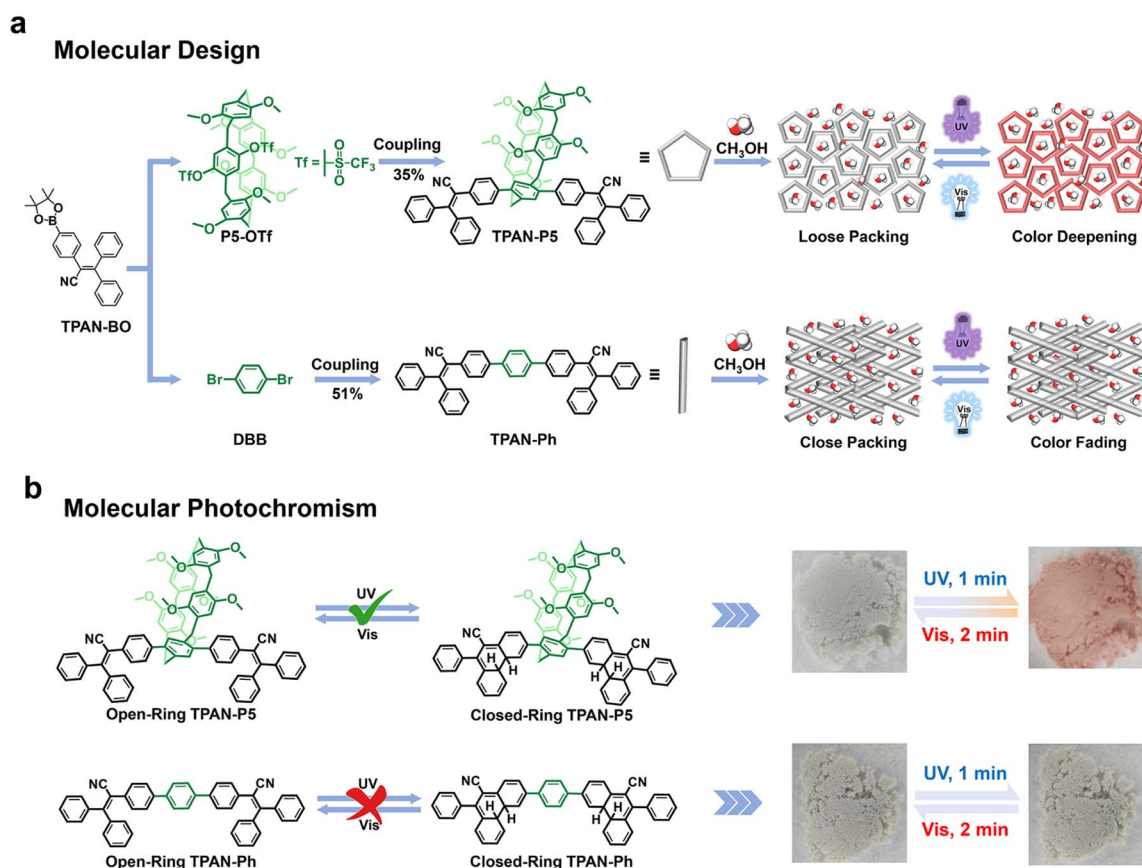 a
Molecular Design
O
O
B
NC
TPAN-BO
O
O
O
O
OTf
TfO
O
O
O
O
P5-OTf
Tf =
O
S
O
CF3
Coupling
35%
O
O
O
O
O
NC
CN
TPAN-P5
≡
CH3OH
UV
Vis
Loose Packing
Color Deepening
Br
Br
DBB
Coupling
51%
NC
CN
TPAN-Ph
≡
CH3OH
UV
Vis
Close Packing
Color Fading
b
Molecular Photochromism
O
O
O
O
O
NC
CN
Open-Ring TPAN-P5
UV
Vis
O
O
O
O
O
NC
CN
H
H
H
H
Closed-Ring TPAN-P5
UV, 1 min
Vis, 2 min
NC
CN
Open-Ring TPAN-Ph
UV
Vis
NC
CN
H
H
H
H
Closed-Ring TPAN-Ph
UV, 1 min
Vis, 2 min